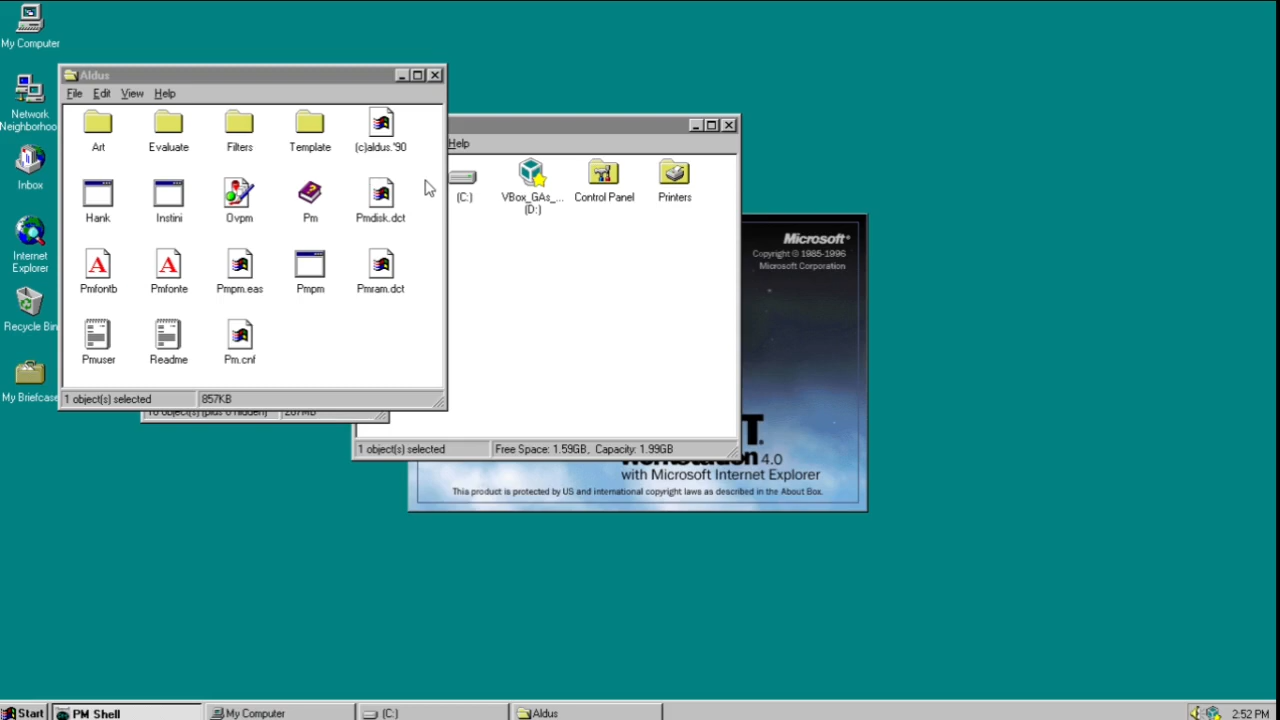 My Computer
Network
Neighborhoo
Inbox
Internet
Explorer
Recycle Bin
My Briefcase
Aldus
File Edit View Help
Art Evaluate Filters Template (c)aldus.'90
Hank Instini Ovpm Pm Pmdisk.dct
Pmfontb Pmfonte Pmpm.eas Pmpm Pmram.dct
Pmuser Readme Pm.cnf
1 object(s) selected 857KB
Help
(C:) VBox_GAs_... Control Panel Printers
(D:)
1 object(s) selected Free Space: 1.59GB, Capacity: 1.99GB
Microsoft®
Copyright © 1985-1996
Microsoft Corporation
Workstation 4.0
with Microsoft Internet Explorer
This product is protected by US and international copyright laws as described in the About Box.
Start PM Shell My Computer (C:) Aldus 2:52 PM